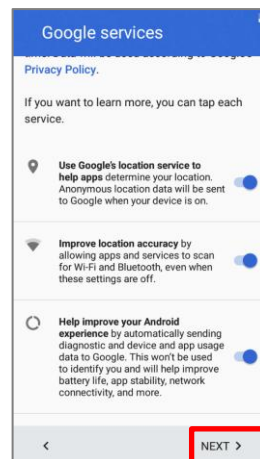 Google services
Privacy Policy.
If you want to learn more, you can tap each
service.
Use Google's location service to
help apps determine your location.
Anonymous location data will be sent
to Google when your device is on.
Improve location accuracy by
allowing apps and services to scan
for Wi-Fi and Bluetooth, even when
these settings are off.
Help improve your Android
experience by automatically sending
diagnostic and device and app usage
data to Google. This won't be used
to identify you and will help improve
battery life, app stability, network
connectivity, and more.
NEXT